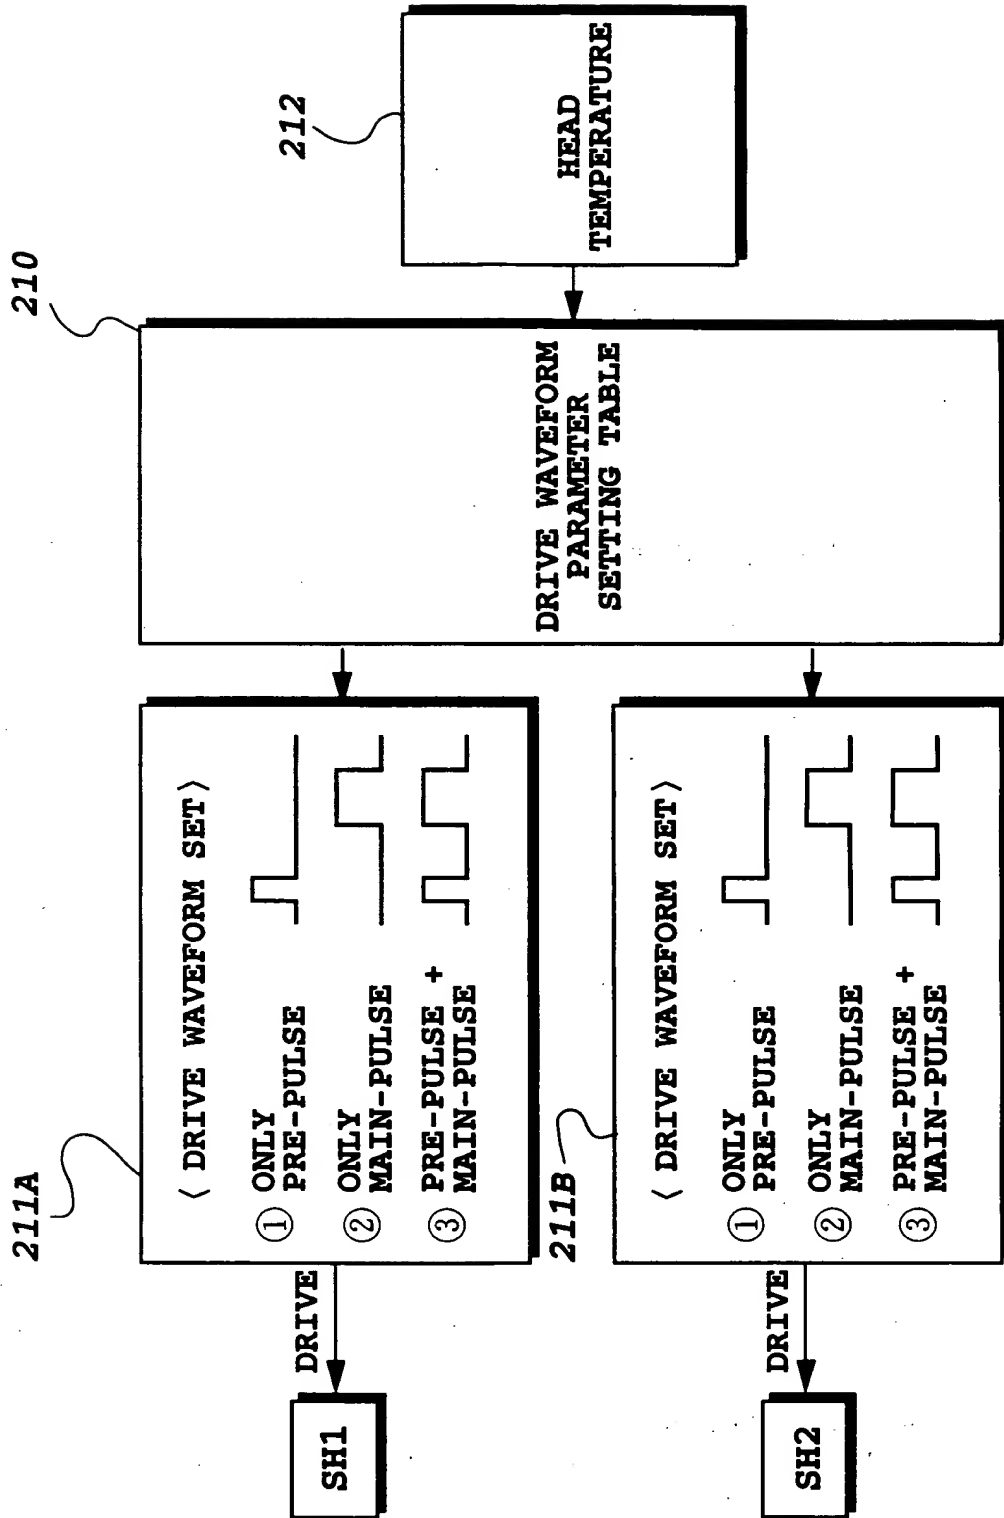 211A
210
212
SH1
DRIVE
< DRIVE WAVEFORM SET>
① ONLY
PRE-PULSE
② ONLY
MAIN-PULSE
③ PRE-PULSE +
MAIN-PULSE
DRIVE WAVEFORM
PARAMETER
SETTING TABLE
HEAD
TEMPERATURE
211B
SH2
DRIVE
< DRIVE WAVEFORM SET>
① ONLY
PRE-PULSE
② ONLY
MAIN-PULSE
③ PRE-PULSE +
MAIN-PULSE